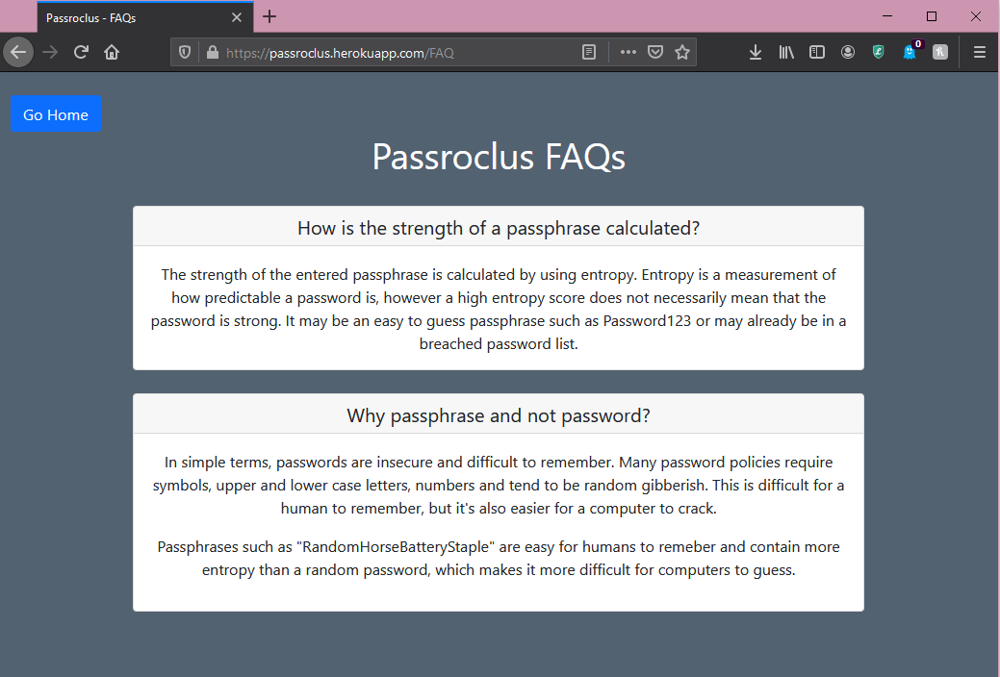 Passroclus - FAQs
https://passroclus.herokuapp.com/FAQ
0
Go Home
Passroclus FAQs
How is the strength of a passphrase calculated?
The strength of the entered passphrase is calculated by using entropy. Entropy is a measurement of
how predictable a password is, however a high entropy score does not necessarily mean that the
password is strong. It may be an easy to guess passphrase such as Password123 or may already be in a
breached password list.
Why passphrase and not password?
In simple terms, passwords are insecure and difficult to remember. Many password policies require
symbols, upper and lower case letters, numbers and tend to be random gibberish. This is difficult for a
human to remember, but it's also easier for a computer to crack.
Passphrases such as "RandomHorseBatteryStaple" are easy for humans to remeber and contain more
entropy than a random password, which makes it more difficult for computers to guess.